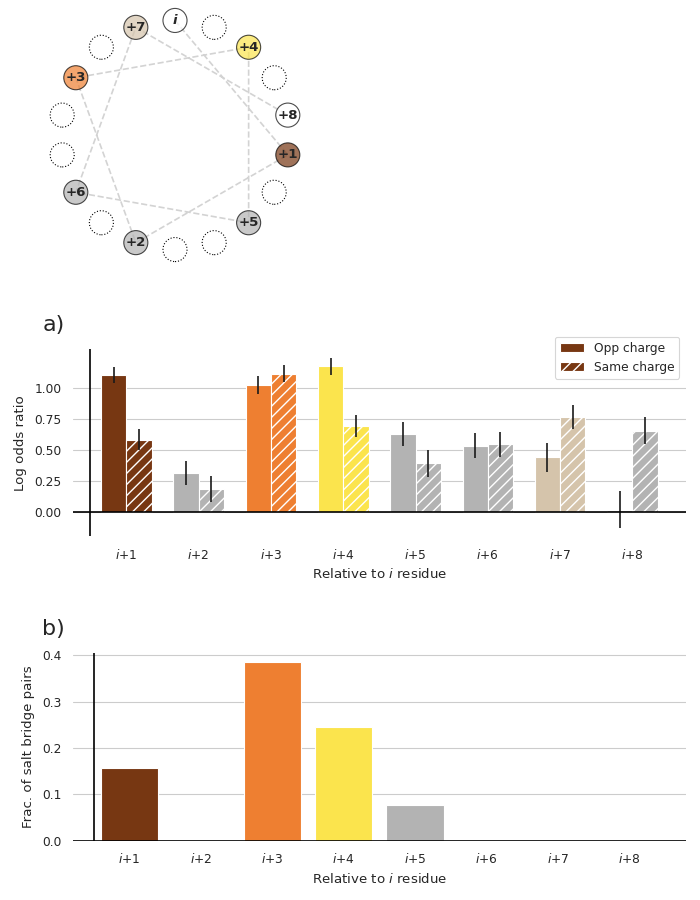 +7 i
+4
+3
+8
+1
+6
+5
+2
a)
Opp charge
Same charge
Log odds ratio
1.00
0.75
0.50
0.25
0.00
i+1 i+2 i+3 i+4 i+5 i+6 i+7 i+8
Relative to i residue
b)
Frac. of salt bridge pairs
0.4
0.3
0.2
0.1
0.0
i+1 i+2 i+3 i+4 i+5 i+6 i+7 i+8
Relative to i residue